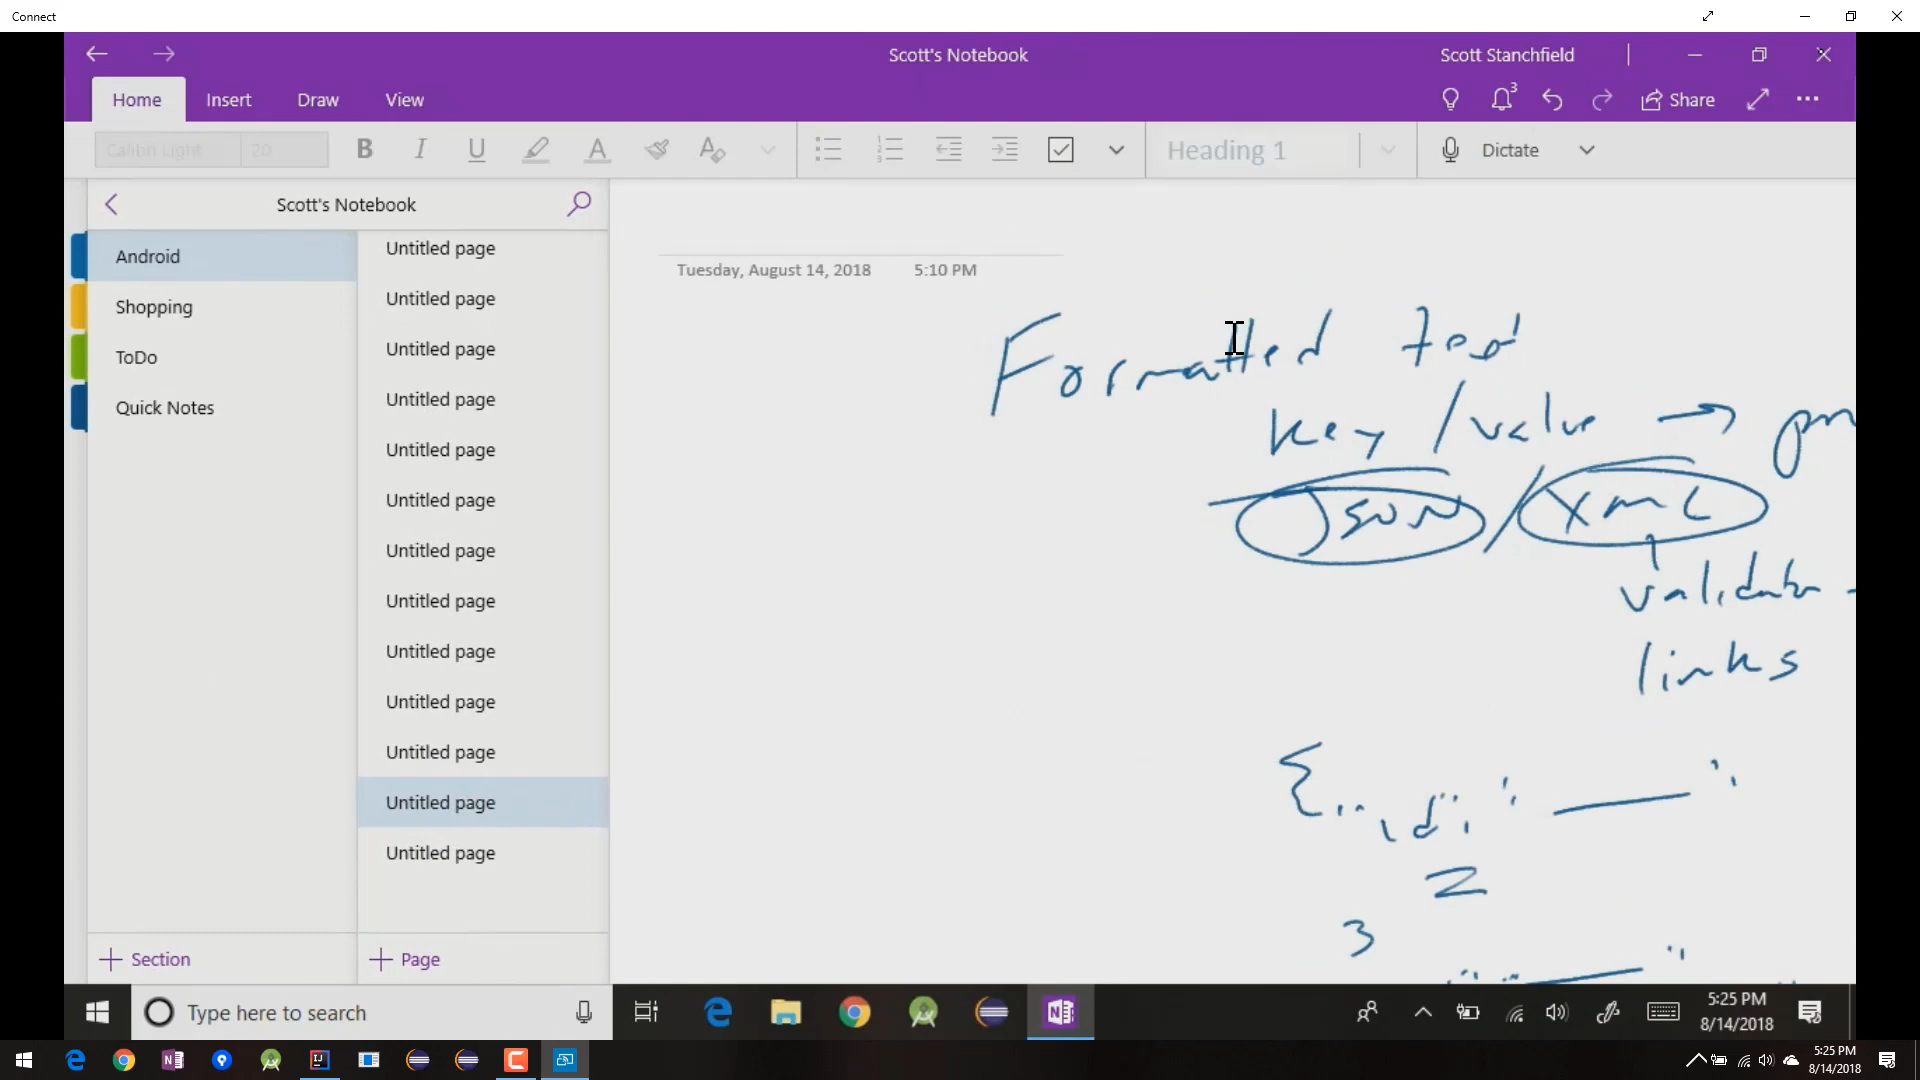 Connect
Scott's Notebook
Scott Stanchfield
Home
Insert
Draw
View
3
Share
Calibri Light
20
B
I
U
A
Heading 1
Dictate
Scott's Notebook
Android
Shopping
ToDo
Quick Notes
Untitled page
Untitled page
Untitled page
Untitled page
Untitled page
Untitled page
Untitled page
Untitled page
Untitled page
Untitled page
Untitled page
Untitled page
Untitled page
Section
Page
Tuesday, August 14, 2018 5:10 PM
Formatted
key / value →
JSON / XML
links
{
2
3
Type here to search
5:25 PM
8/14/2018
5:25 PM
8/14/2018